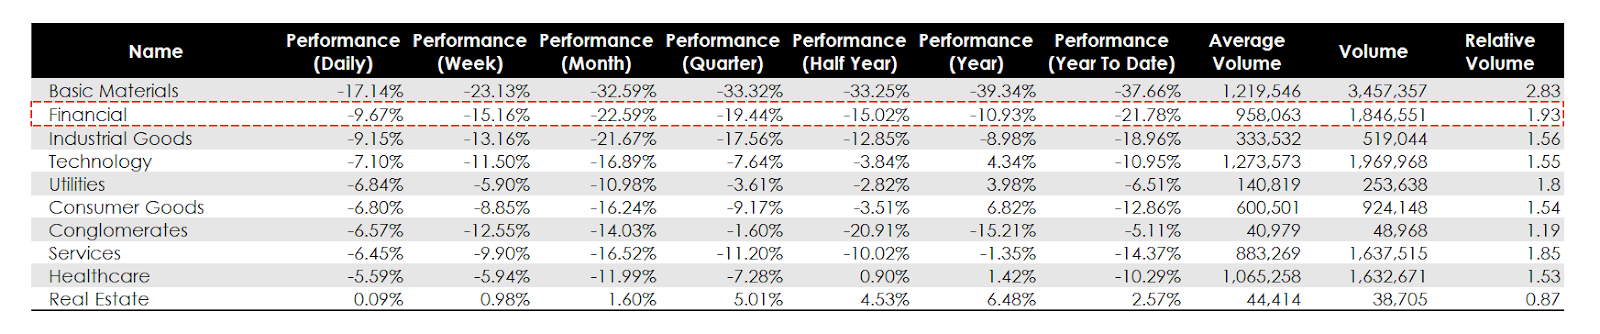 Name Performance (Daily) Performance (Week) Performance (Month) Performance (Quarter) Performance (Half Year) Performance (Year) Performance (Year To Date) Average Volume Volume Relative Volume
Basic Materials -17.14% -23.13% -32.59% -33.32% -33.25% -39.34% -37.66% 1,219,546 3,457,357 2.83
Financial -9.67% -15.16% -22.59% -19.44% -15.02% -10.93% -21.78% 958,063 1,846,551 1.93
Industrial Goods -9.15% -13.16% -21.67% -17.56% -12.85% -8.98% -18.96% 333,532 519,044 1.56
Technology -7.10% -11.50% -16.89% -7.64% -3.84% 4.34% -10.95% 1,273,573 1,969,968 1.55
Utilities -6.84% -5.90% -10.98% -3.61% -2.82% 3.98% -6.51% 140,819 253,638 1.8
Consumer Goods -6.80% -8.85% -16.24% -9.17% -3.51% 6.82% -12.86% 600,501 924,148 1.54
Conglomerates -6.57% -12.55% -14.03% -1.60% -20.91% -15.21% -5.11% 40,979 48,968 1.19
Services -6.45% -9.90% -16.52% -11.20% -10.02% -1.35% -14.37% 883,269 1,637,515 1.85
Healthcare -5.59% -5.94% -11.99% -7.28% 0.90% 1.42% -10.29% 1,065,258 1,632,671 1.53
Real Estate 0.09% 0.98% 1.60% 5.01% 4.53% 6.48% 2.57% 44,414 38,705 0.87